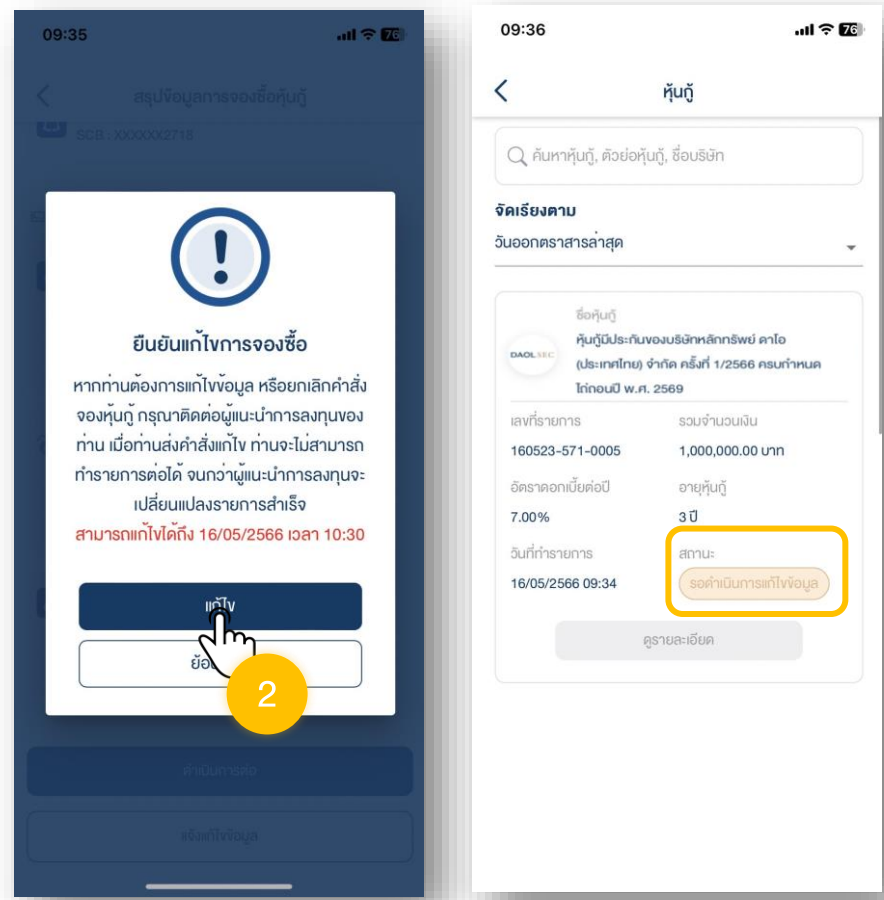 09:35
76
สรุปข้อมูลการจองซื้อหุ้นกู้
SCB : XXXXXX2718
ยืนยันแก้ไขการจองซื้อ
หากท่านต้องการแก้ไขข้อมูล หรือยกเลิกคำสั่ง
จองหุ้นกู้ กรุณาติดต่อผู้แนะนำการลงทุนของ
ท่าน เมื่อท่านส่งคำสั่งแก้ไข ท่านจะไม่สามารถ
ทำรายการต่อได้ จนกว่าผู้แนะนำการลงทุนจะ
เปลี่ยนแปลงรายการสำเร็จ
สามารถแก้ไขได้ถึง 16/05/2566 เวลา 10:30
แก้ไข
2
ดำเนินการต่อ
แจ้งแก้ไขข้อมูล
09:36
76
หุ้นกู้
ค้นหาหุ้นกู้, ตัวย่อหุ้นกู้, ชื่อบริษัท
จัดเรียงตาม
วันออกตราสารล่าสุด
ชื่อหุ้นกู้
DAOL SEC
หุ้นกู้มีประกันของบริษัทหลักทรัพย์ ดาโอ
(ประเทศไทย) จำกัด ครั้งที่ 1/2566 ครบกำหนด
ไถ่ถอนปี พ.ศ. 2569
เลขที่รายการ รวมจำนวนเงิน
160523-571-0005 1,000,000.00 บาท
อัตราดอกเบี้ยต่อปี อายุหุ้นกู้
7.00% 3 ปี
วันที่ทำรายการ สถานะ
16/05/2566 09:34 รอดำเนินการแก้ไขข้อมูล
ดูรายละเอียด